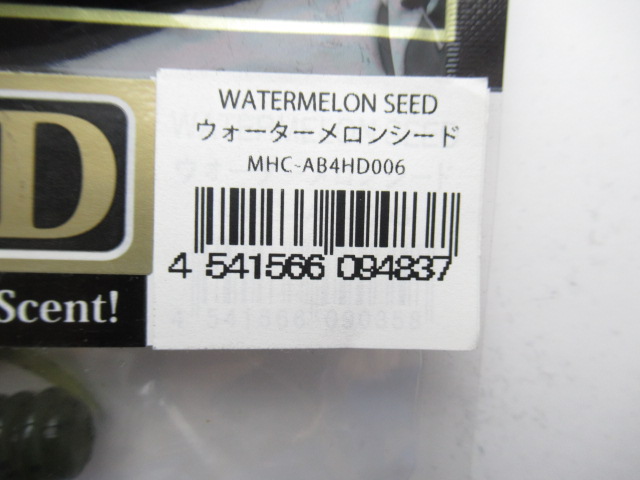 WATERMELON SEED
ウォーターメロンシード
MHC-AB4HD006
4 541566 094837
D
Scent!